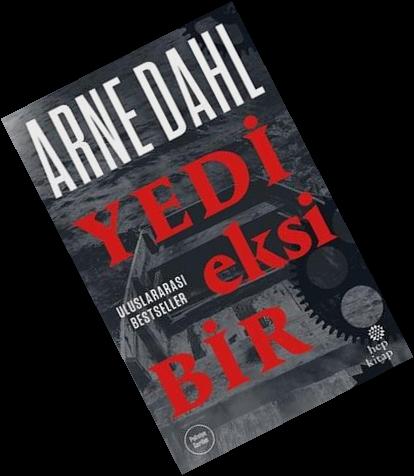 ARNE DAHL
YEDİ
eksi
ULUSLARARASI
BESTSELLER
BİR
hep
kitap